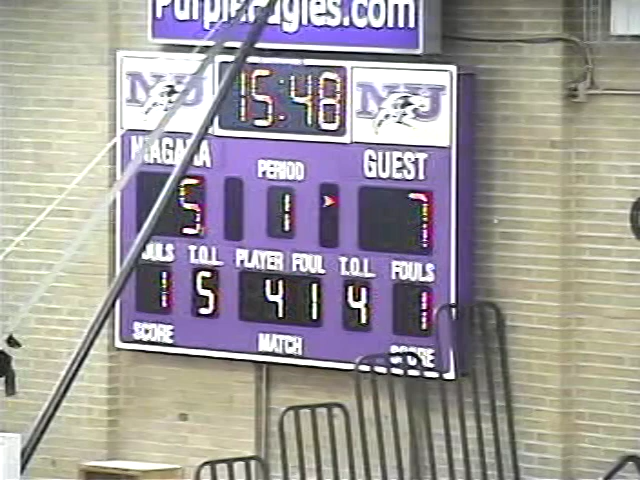 PurpleEagles.com
NU 15:48 NU
NIAGARA PERIOD GUEST
5 1 7
FOULS T.O.L. PLAYER FOUL T.O.L. FOULS
1 5 41 4 1
SCORE MATCH SCORE